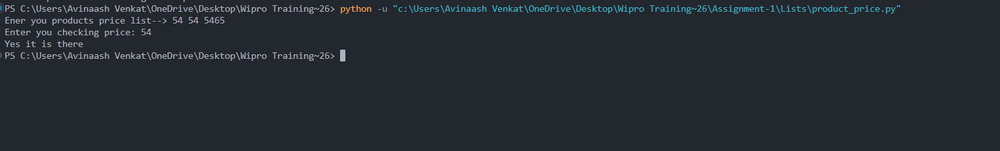 PS C:\Users\Avinaash Venkat\OneDrive\Desktop\Wipro Training~26> python -u "c:\Users\Avinaash Venkat\OneDrive\Desktop\Wipro Training~26\Assignment-1\Lists\product_price.py"
Ener you products price list--> 54 54 5465
Enter you checking price: 54
Yes it is there
PS C:\Users\Avinaash Venkat\OneDrive\Desktop\Wipro Training~26>